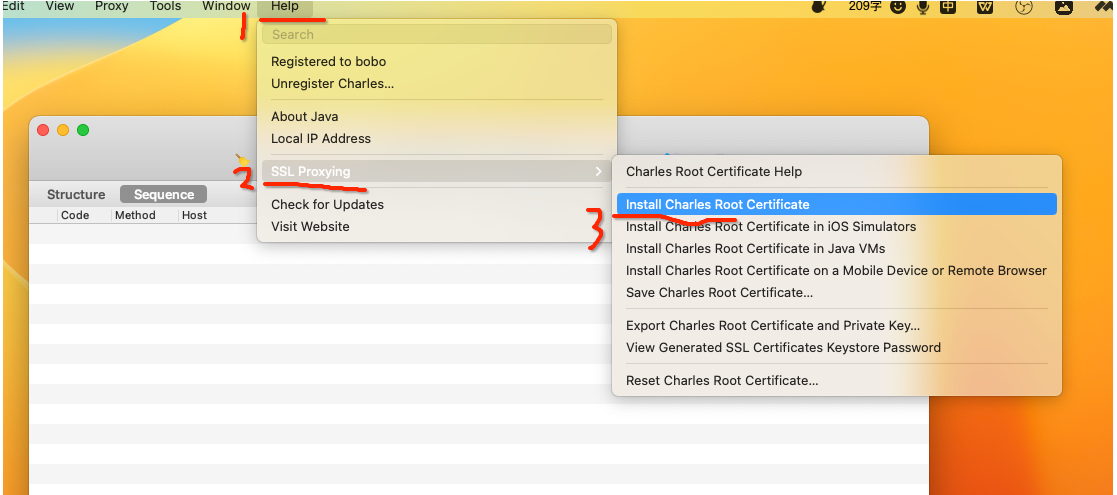 Edit View Proxy Tools Window Help 209字 中 W
1
Search
Registered to bobo
Unregister Charles...
About Java
Local IP Address
2
SSL Proxying
Check for Updates
Visit Website
Structure Sequence
Code Method Host
3
Charles Root Certificate Help
Install Charles Root Certificate
Install Charles Root Certificate in iOS Simulators
Install Charles Root Certificate in Java VMs
Install Charles Root Certificate on a Mobile Device or Remote Browser
Save Charles Root Certificate...
Export Charles Root Certificate and Private Key...
View Generated SSL Certificates Keystore Password
Reset Charles Root Certificate...